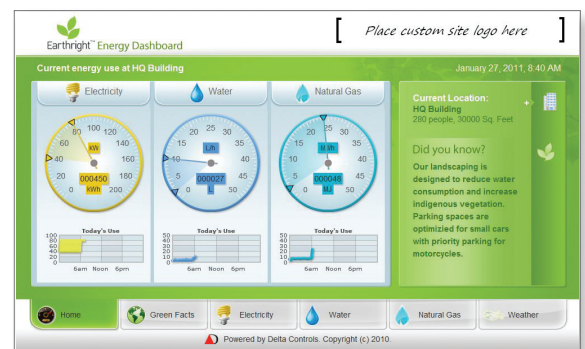 Earthright™ Energy Dashboard
[ Place custom site logo here ]
Current energy use at HQ Building
January 27, 2011, 8:40 AM
Electricity
Water
Natural Gas
0 20 40 60 80 100 120 140 160 180 200
kW
000450
kWh
0 5 10 15 20 25 30 35 40 45 50
L/h
000027
L
0 5 10 15 20 25 30 35 40 45 50
000048
MJ
Today's Use
100
80
60
40
20
0
6am Noon 6pm
Today's Use
50
40
30
20
10
0
6am Noon 6pm
Today's Use
50
40
30
20
10
0
6am Noon 6pm
Current Location:
HQ Building
280 people, 30000 Sq. Feet
Did you know?
Our landscaping is
designed to reduce water
consumption and increase
indigenous vegetation.
Parking spaces are
optimizied for small cars
with priority parking for
motorcycles.
Home
Green Facts
Electricity
Water
Natural Gas
Weather
Powered by Delta Controls. Copyright (c) 2010.